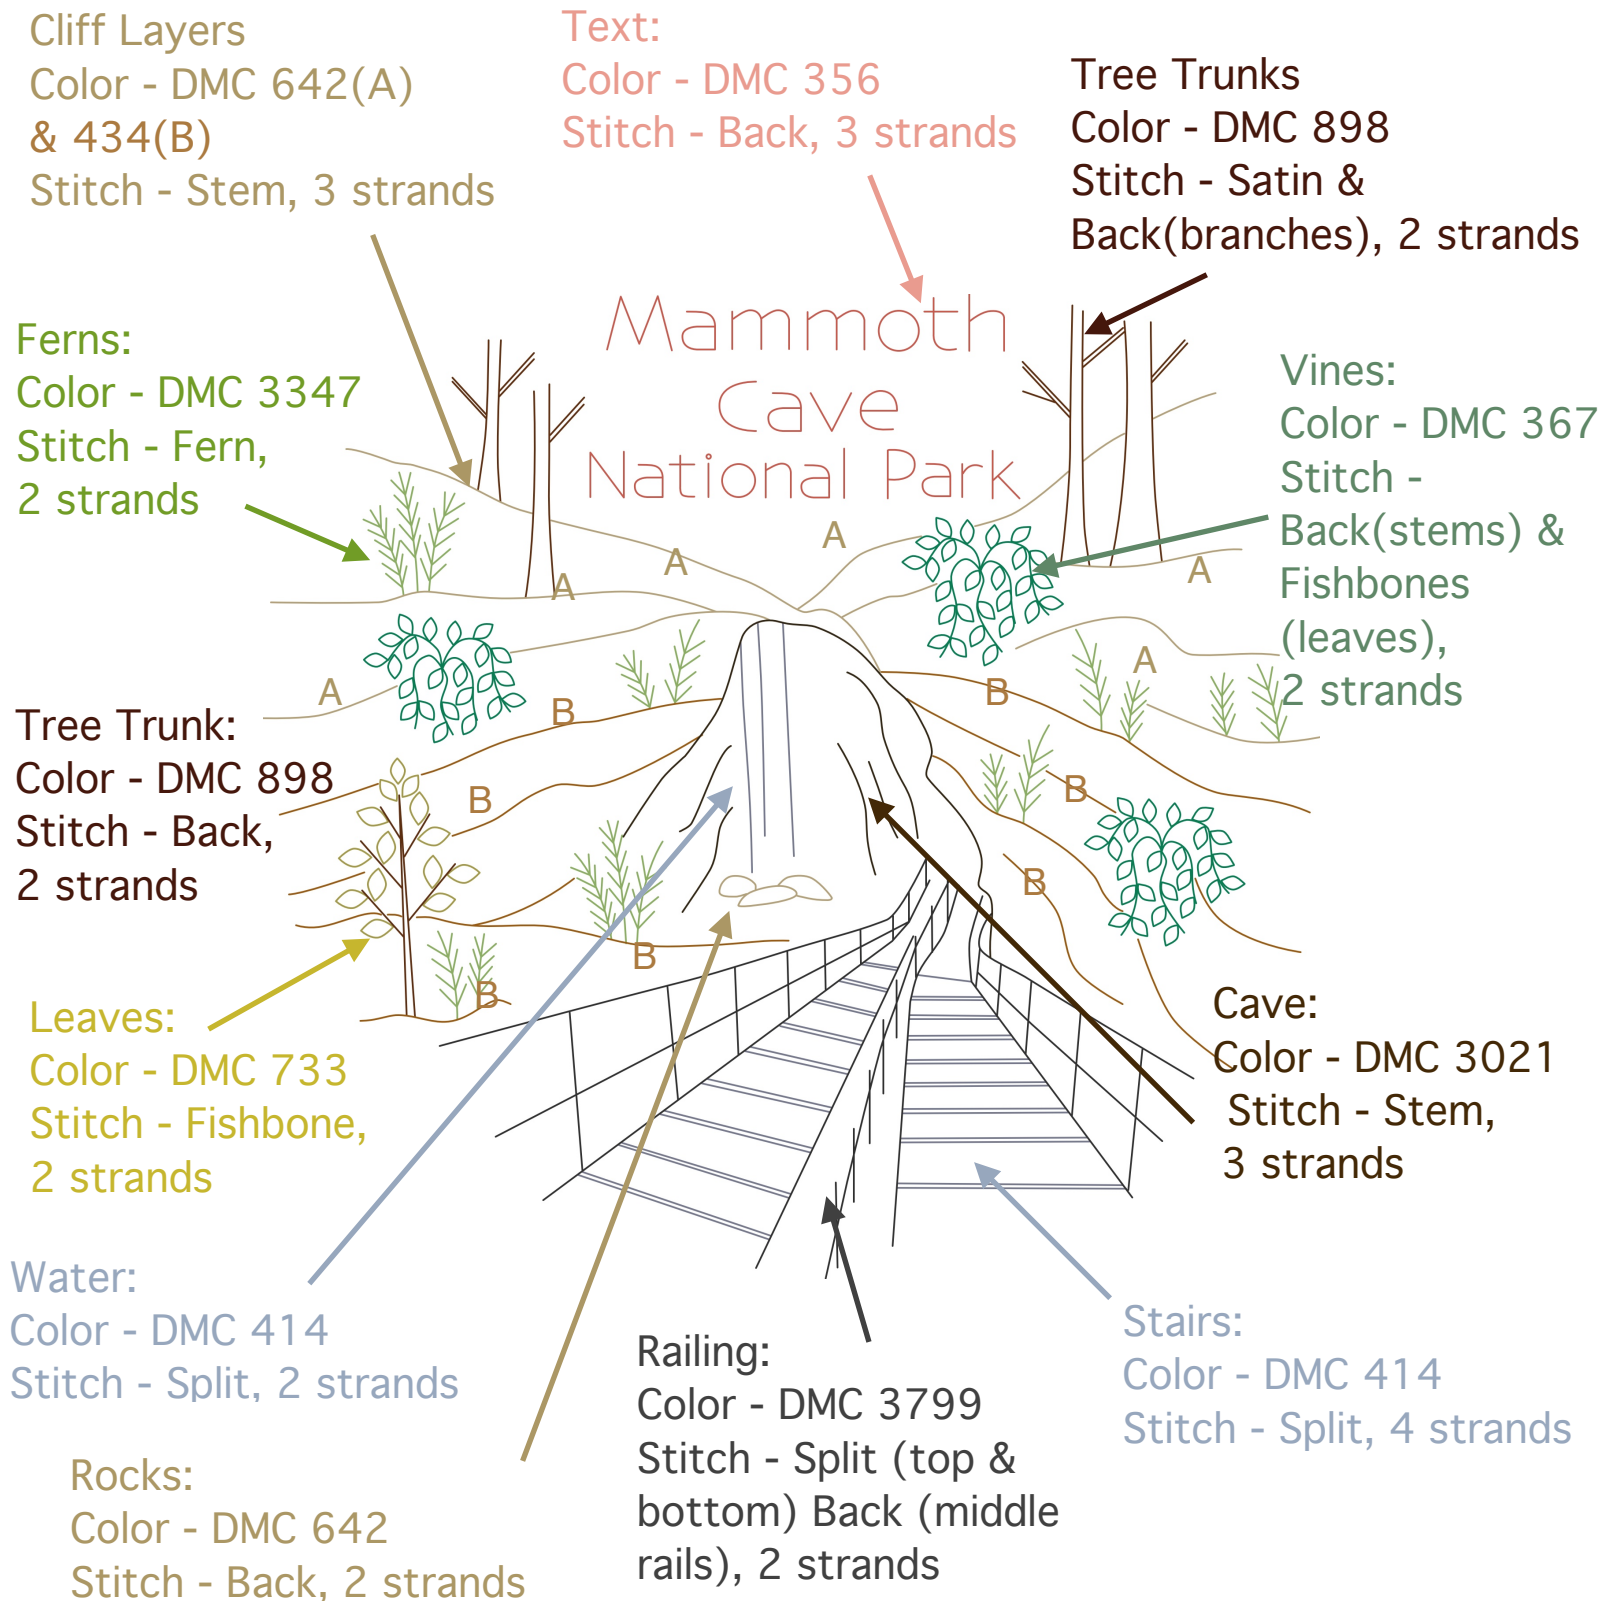 Cliff Layers
Color - DMC 642(A)
& 434(B)
Stitch - Stem, 3 strands
Text:
Color - DMC 356
Stitch - Back, 3 strands
Tree Trunks
Color - DMC 898
Stitch - Satin &
Back(branches), 2 strands
Mammoth
Cave
National Park
Ferns:
Color - DMC 3347
Stitch - Fern,
2 strands
Vines:
Color - DMC 367
Stitch -
Back(stems) &
Fishbones
(leaves),
2 strands
A
A
A
A
A
A
B
B
B
B
B
B
B
Tree Trunk:
Color - DMC 898
Stitch - Back,
2 strands
Leaves:
Color - DMC 733
Stitch - Fishbone,
2 strands
Cave:
Color - DMC 3021
Stitch - Stem,
3 strands
Water:
Color - DMC 414
Stitch - Split, 2 strands
Stairs:
Color - DMC 414
Stitch - Split, 4 strands
Railing:
Color - DMC 3799
Stitch - Split (top &
bottom) Back (middle
rails), 2 strands
Rocks:
Color - DMC 642
Stitch - Back, 2 strands